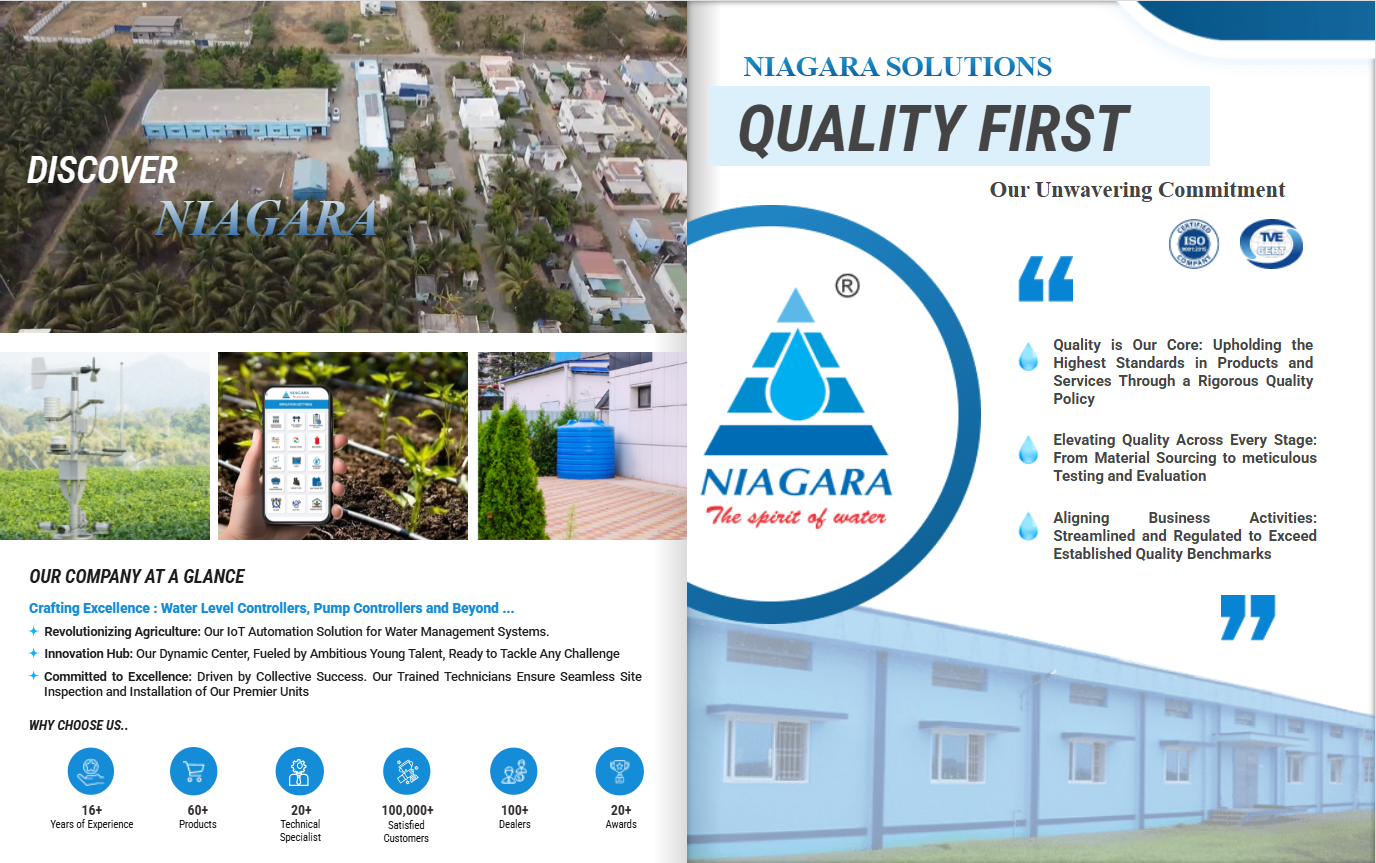 DISCOVER
NIAGARA
OUR COMPANY AT A GLANCE
Crafting Excellence : Water Level Controllers, Pump Controllers and Beyond ...
Revolutionizing Agriculture: Our IoT Automation Solution for Water Management Systems.
Innovation Hub: Our Dynamic Center, Fueled by Ambitious Young Talent, Ready to Tackle Any Challenge
Committed to Excellence: Driven by Collective Success. Our Trained Technicians Ensure Seamless Site
Inspection and Installation of Our Premier Units
WHY CHOOSE US..
16+
Years of Experience
60+
Products
20+
Technical
Specialist
100,000+
Satisfied
Customers
100+
Dealers
20+
Awards
NIAGARA SOLUTIONS
QUALITY FIRST
Our Unwavering Commitment
CERTIFIED
ISO
9001:2015
COMPANY
TVE
CERT
“
Quality is Our Core: Upholding the
Highest Standards in Products and
Services Through a Rigorous Quality
Policy
Elevating Quality Across Every Stage:
From Material Sourcing to meticulous
Testing and Evaluation
Aligning Business Activities:
Streamlined and Regulated to Exceed
Established Quality Benchmarks
”
®
NIAGARA
The spirit of water